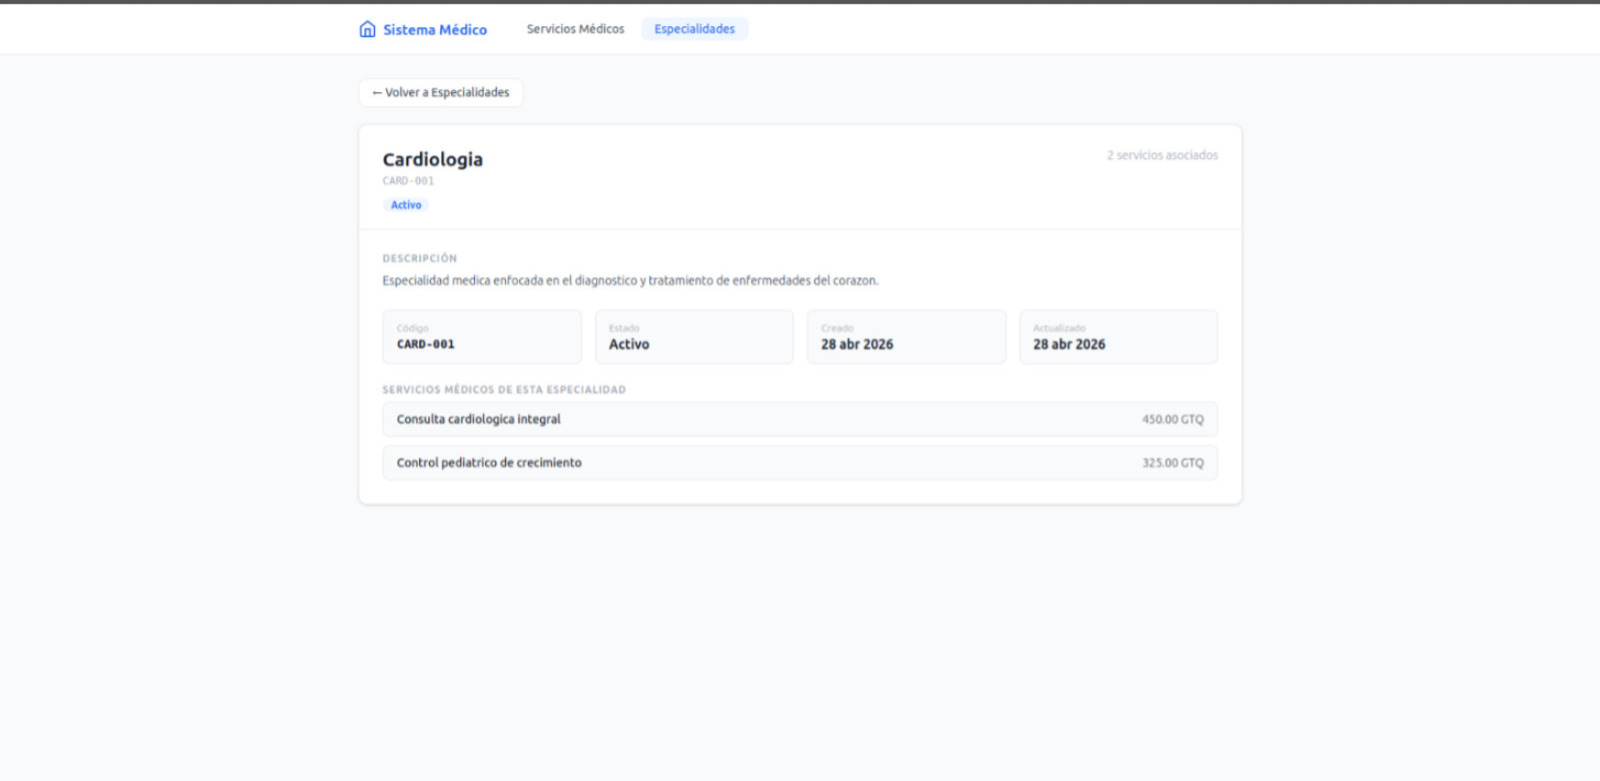 Sistema Médico Servicios Médicos Especialidades
← Volver a Especialidades
Cardiologia 2 servicios asociados
CARD-001
Activo
DESCRIPCIÓN
Especialidad medica enfocada en el diagnostico y tratamiento de enfermedades del corazon.
Código Estado Creado Actualizado
CARD-001 Activo 28 abr 2026 28 abr 2026
SERVICIOS MÉDICOS DE ESTA ESPECIALIDAD
Consulta cardiologica integral 450.00 GTQ
Control pediatrico de crecimiento 325.00 GTQ